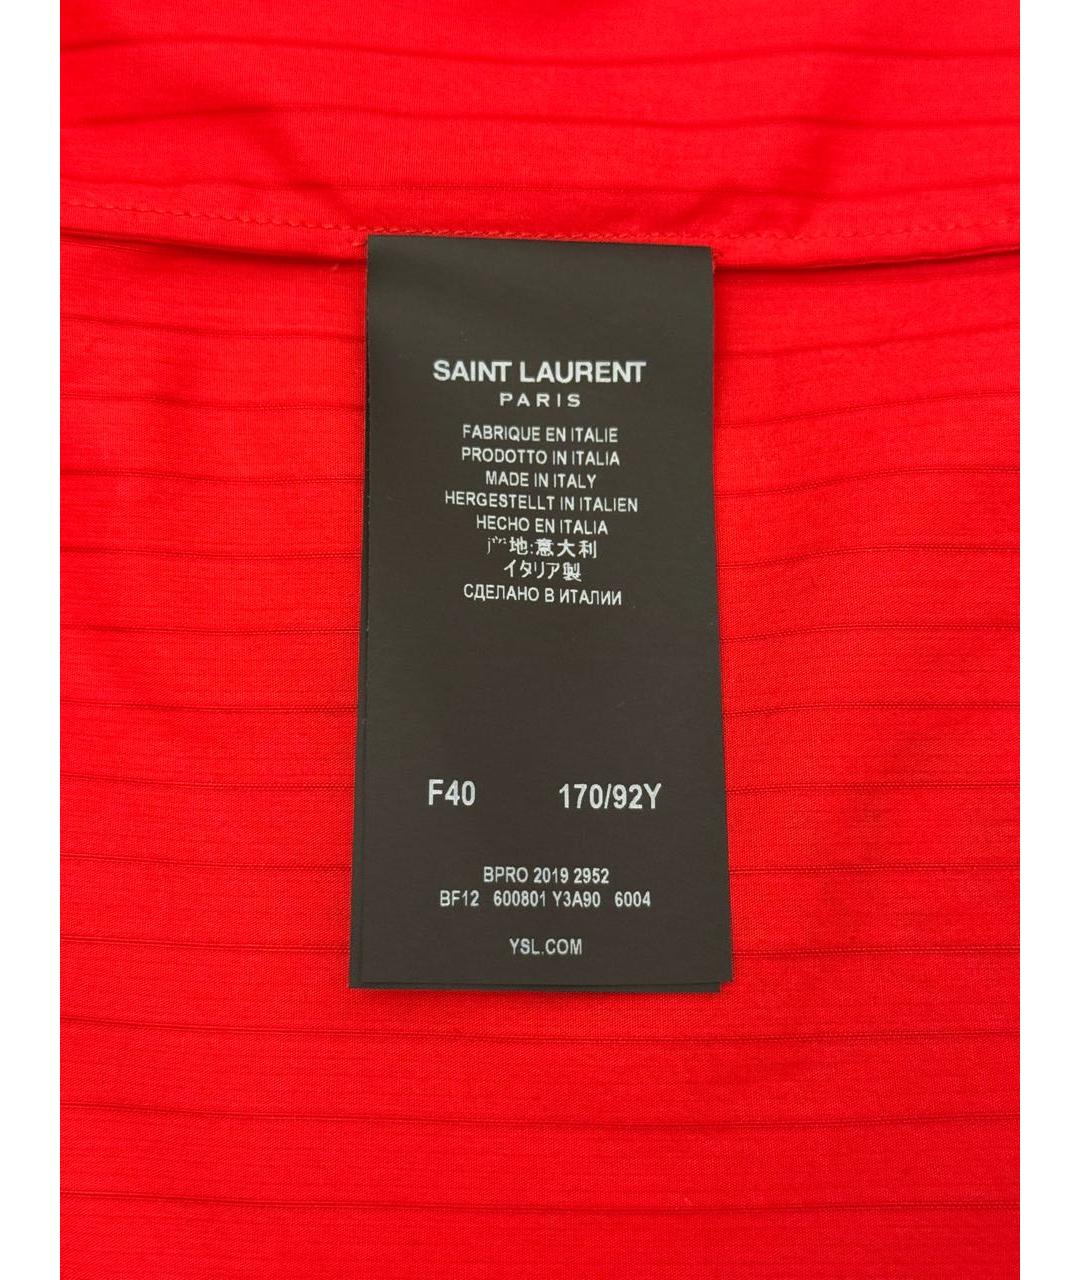 SAINT LAURENT
PARIS
FABRIQUE EN ITALIE
PRODOTTO IN ITALIA
MADE IN ITALY
HERGESTELLT IN ITALIEN
HECHO EN ITALIA
地:意大利
イタリア製
СДЕЛАНО В ИТАЛИИ
F40 170/92Y
BPRO 2019 2952
BF12 600801 Y3A90 6004
YSL.COM